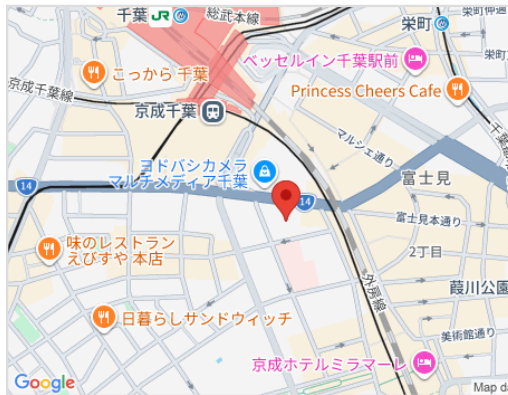 千葉 JR
総武本線
栄町
栄町仲通
ベッセルイン千葉駅前
こっから 千葉
京成千葉線
Princess Cheers Cafe
京成千葉
マルシェ通り
ヨドバシカメラ
マルチメディア千葉
富士見
14
14
富士見本通り
味のレストラン
えびすや 本店
2丁目
外房線
葭川公園
日暮らしサンドウィッチ
美術館通り
京成ホテルミラマーレ
Google
Map da